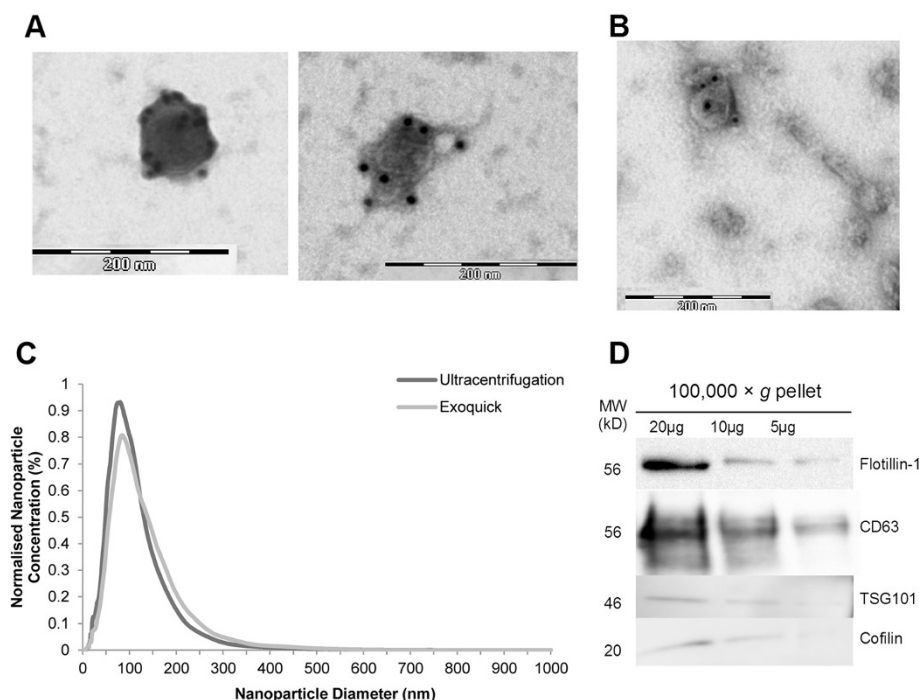 A
200 nm
200 nm
B
200 nm
C
Normalised Nanoparticle
Concentration (%)
1
0.9
0.8
0.7
0.6
0.5
0.4
0.3
0.2
0.1
0
0 100 200 300 400 500 600 700 800 900 1000
Nanoparticle Diameter (nm)
Ultracentrifugation
Exoquick
D
100,000 × g pellet
MW
(kD)
20µg 10µg 5µg
56 Flotillin-1
56 CD63
46 TSG101
20 Cofilin